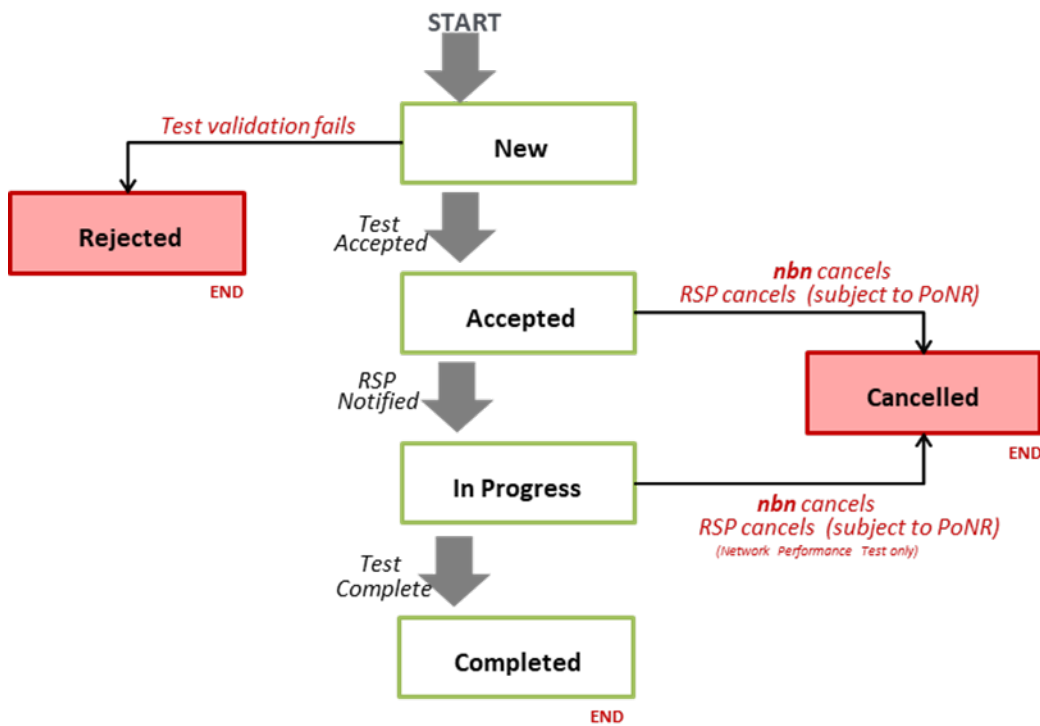 START
Test validation fails
New
Rejected
END
Test
Accepted
nbn cancels
RSP cancels (subject to PoNR)
Accepted
RSP
Notified
Cancelled
END
In Progress
nbn cancels
RSP cancels (subject to PoNR)
(Network Performance Test only)
Test
Complete
Completed
END